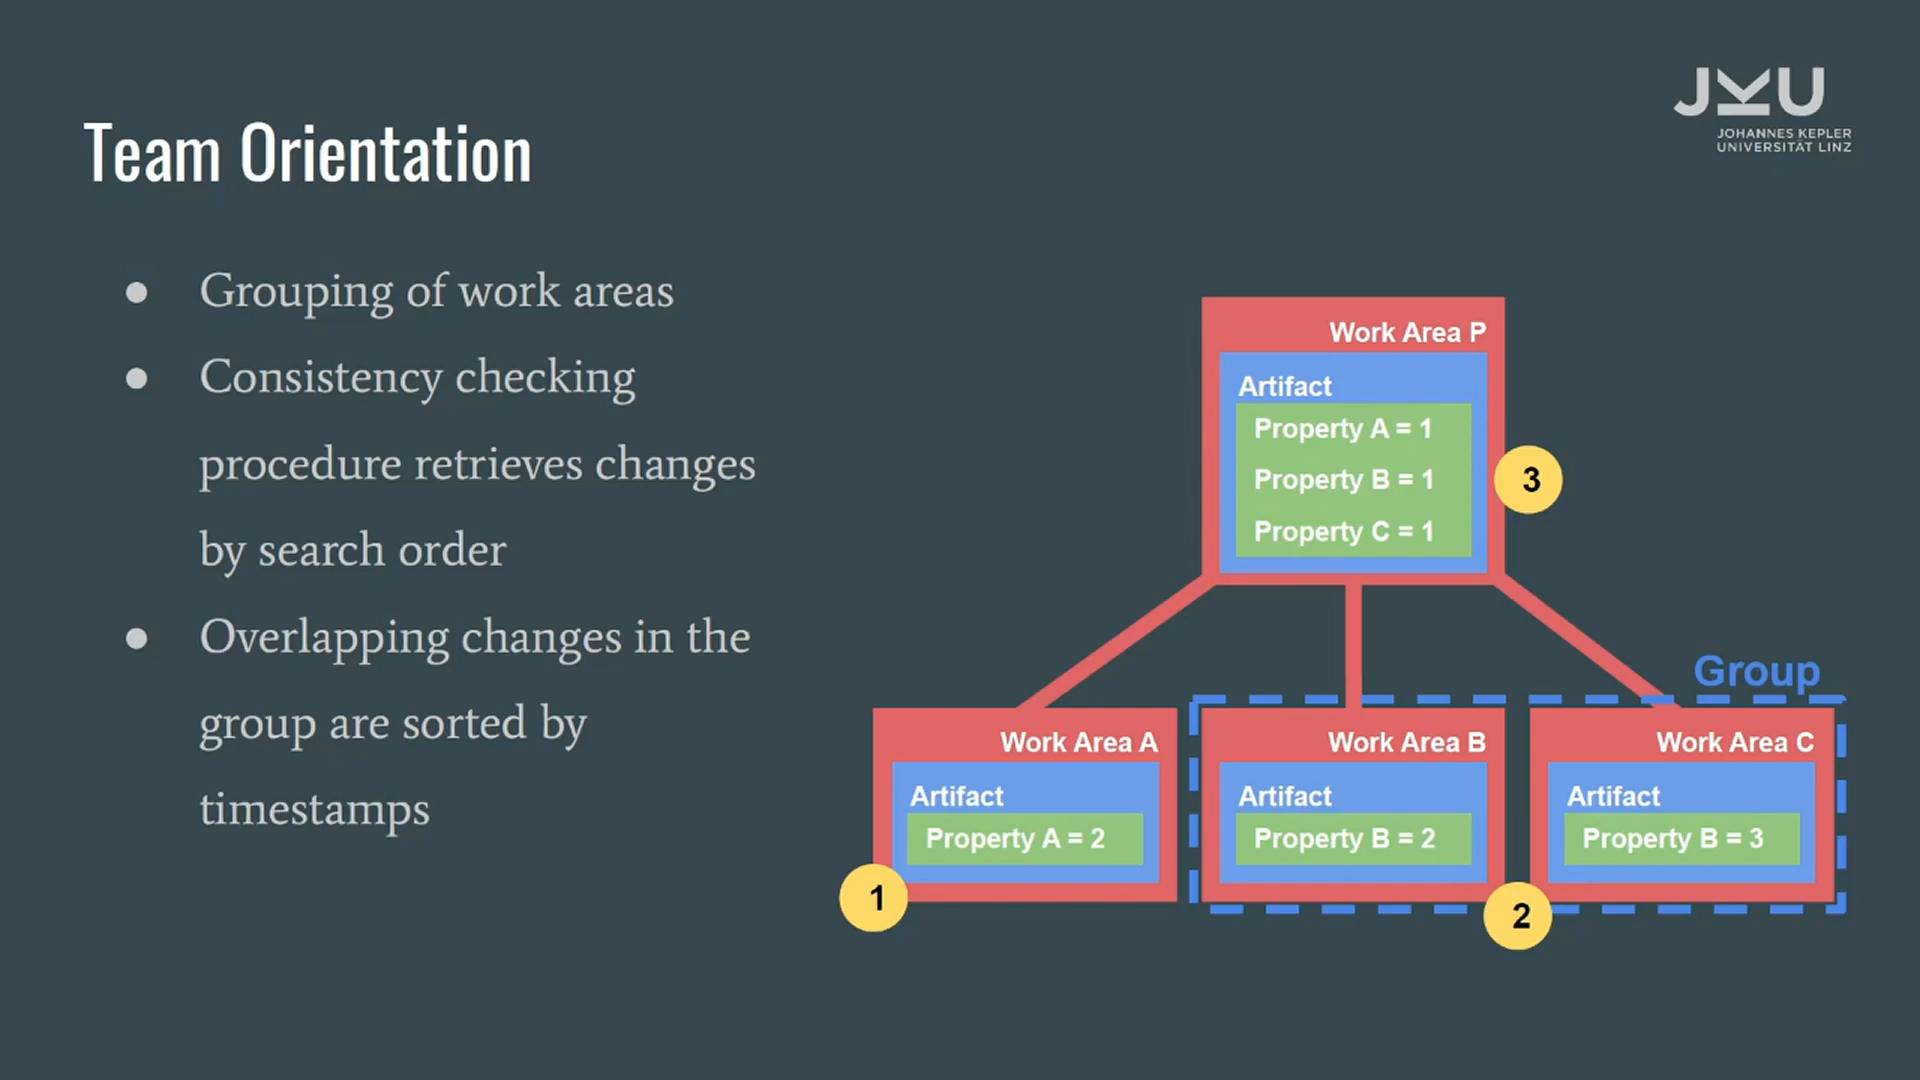 JKU
JOHANNES KEPLER
UNIVERSITÄT LINZ
Team Orientation
● Grouping of work areas
● Consistency checking
procedure retrieves changes
by search order
● Overlapping changes in the
group are sorted by
timestamps
Work Area P
Artifact
Property A = 1
Property B = 1
Property C = 1
3
Group
Work Area A
Artifact
Property A = 2
1
Work Area B
Artifact
Property B = 2
2
Work Area C
Artifact
Property B = 3